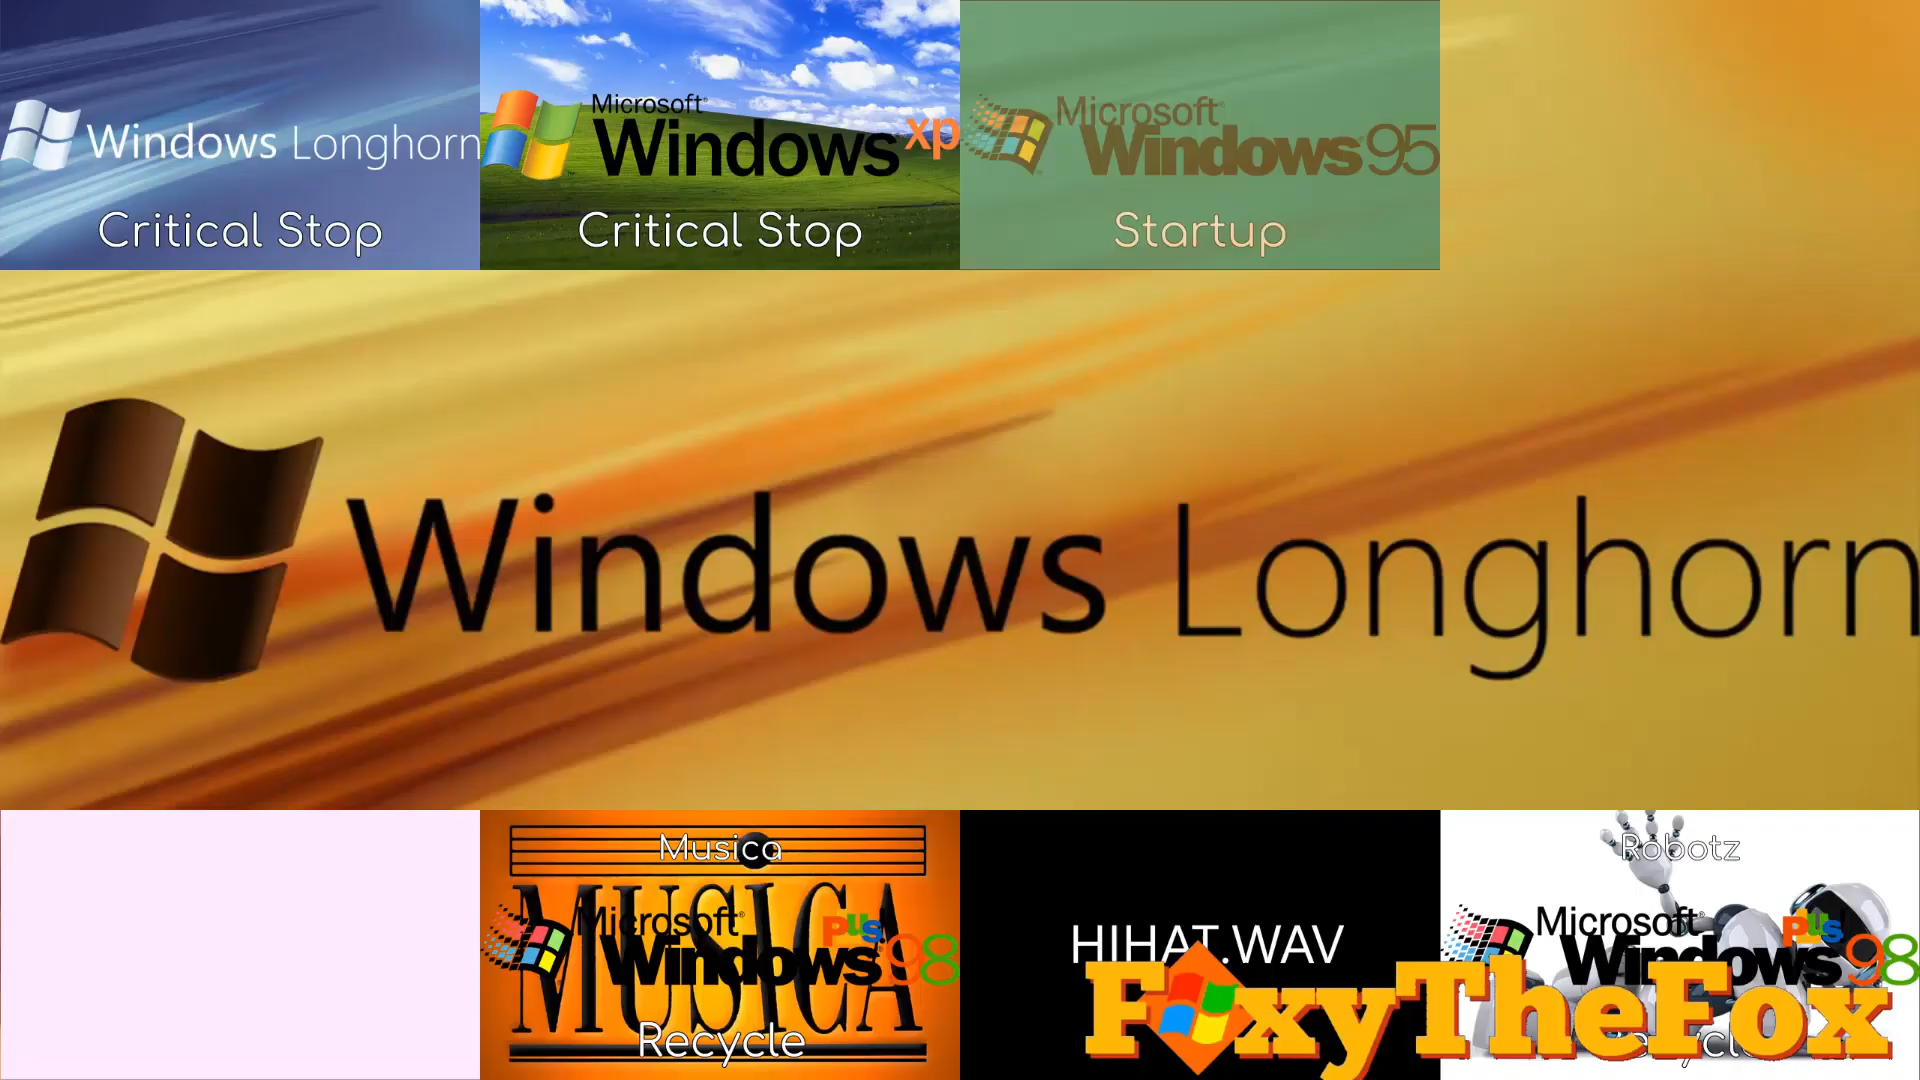 Windows Longhorn
Critical Stop
Microsoft®
Windows xp
Critical Stop
Microsoft®
Windows 95
Startup
Windows Longhorn
Musica
MUSICA
Microsoft®
Windows 98
Plus!
Recycle
HIHAT.WAV
Robotz
Microsoft®
Windows 98
Plus!
FoxyTheFox